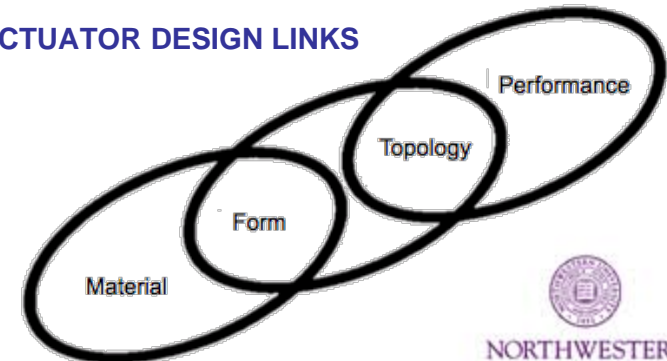 CTUATOR DESIGN LINKS
Performance
Topology
Form
Material
NORTHWESTER